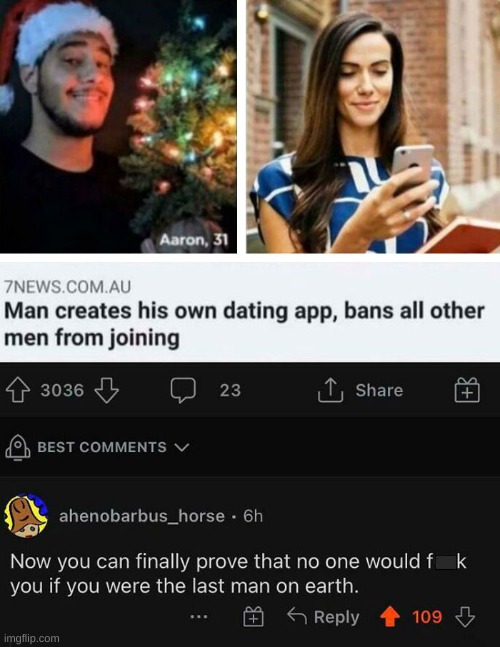 Aaron, 31
7NEWS.COM.AU
Man creates his own dating app, bans all other
men from joining
3036
23
Share
BEST COMMENTS
ahenobarbus_horse • 6h
Now you can finally prove that no one would f k
you if you were the last man on earth.
... Reply 109
imgflip.com